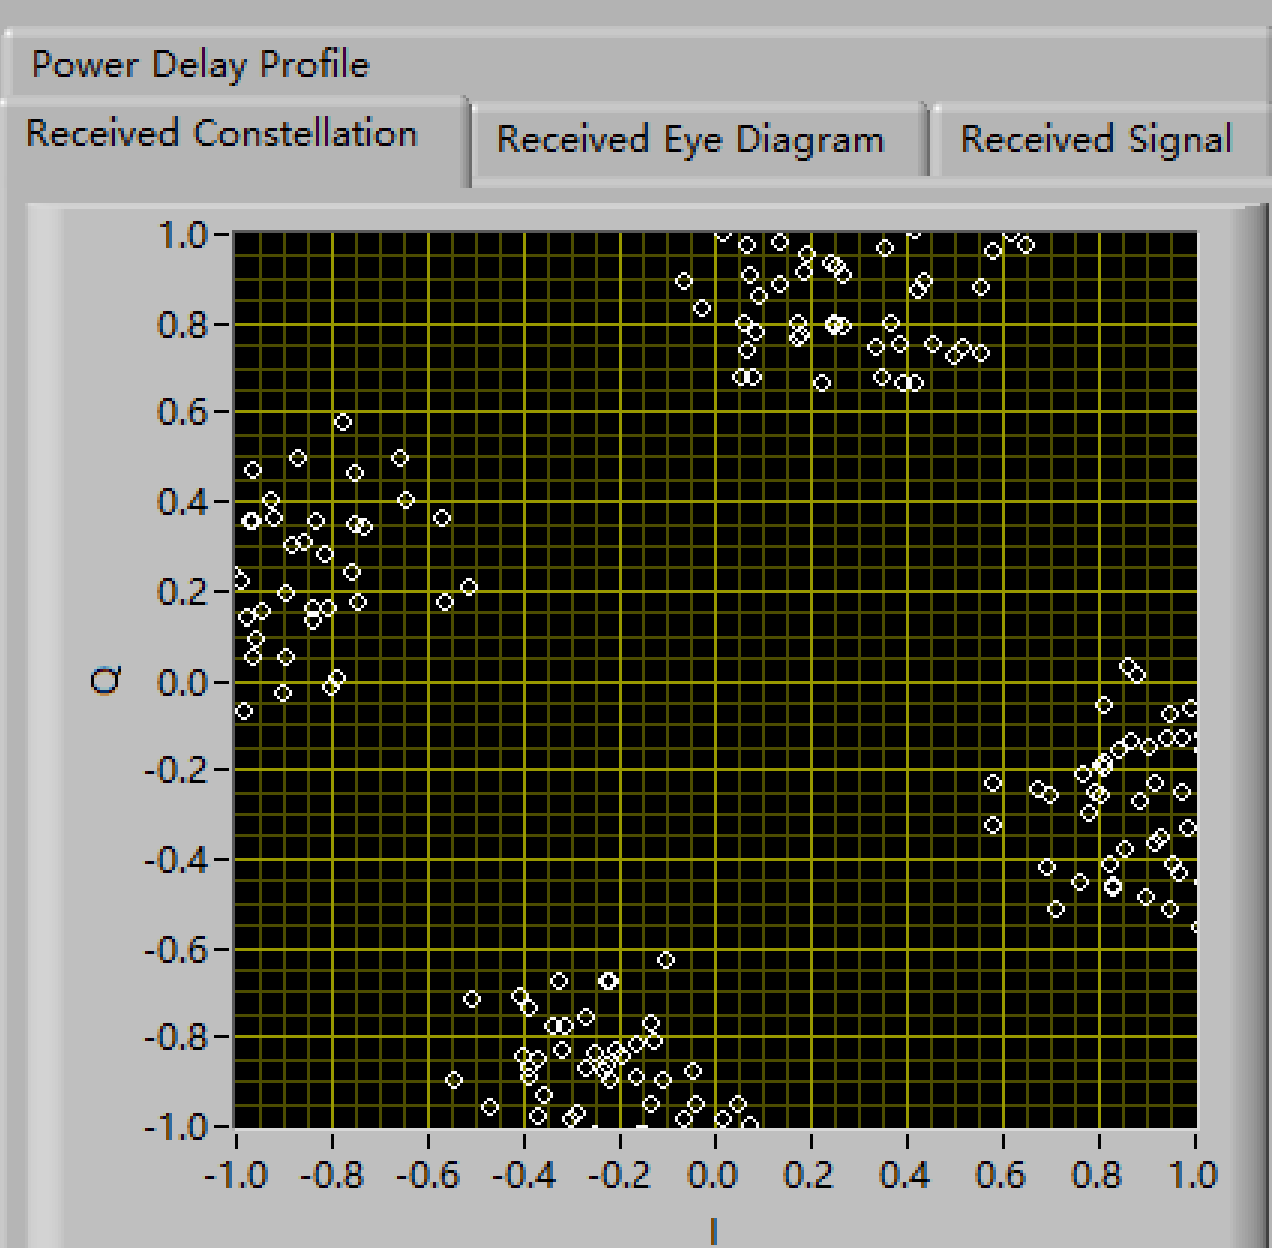 Power Delay Profile
Received Constellation
Received Eye Diagram
Received Signal
1.0
0.8
0.6
0.4
0.2
0.0
-0.2
-0.4
-0.6
-0.8
-1.0
Q
-1.0 -0.8 -0.6 -0.4 -0.2 0.0 0.2 0.4 0.6 0.8 1.0
I